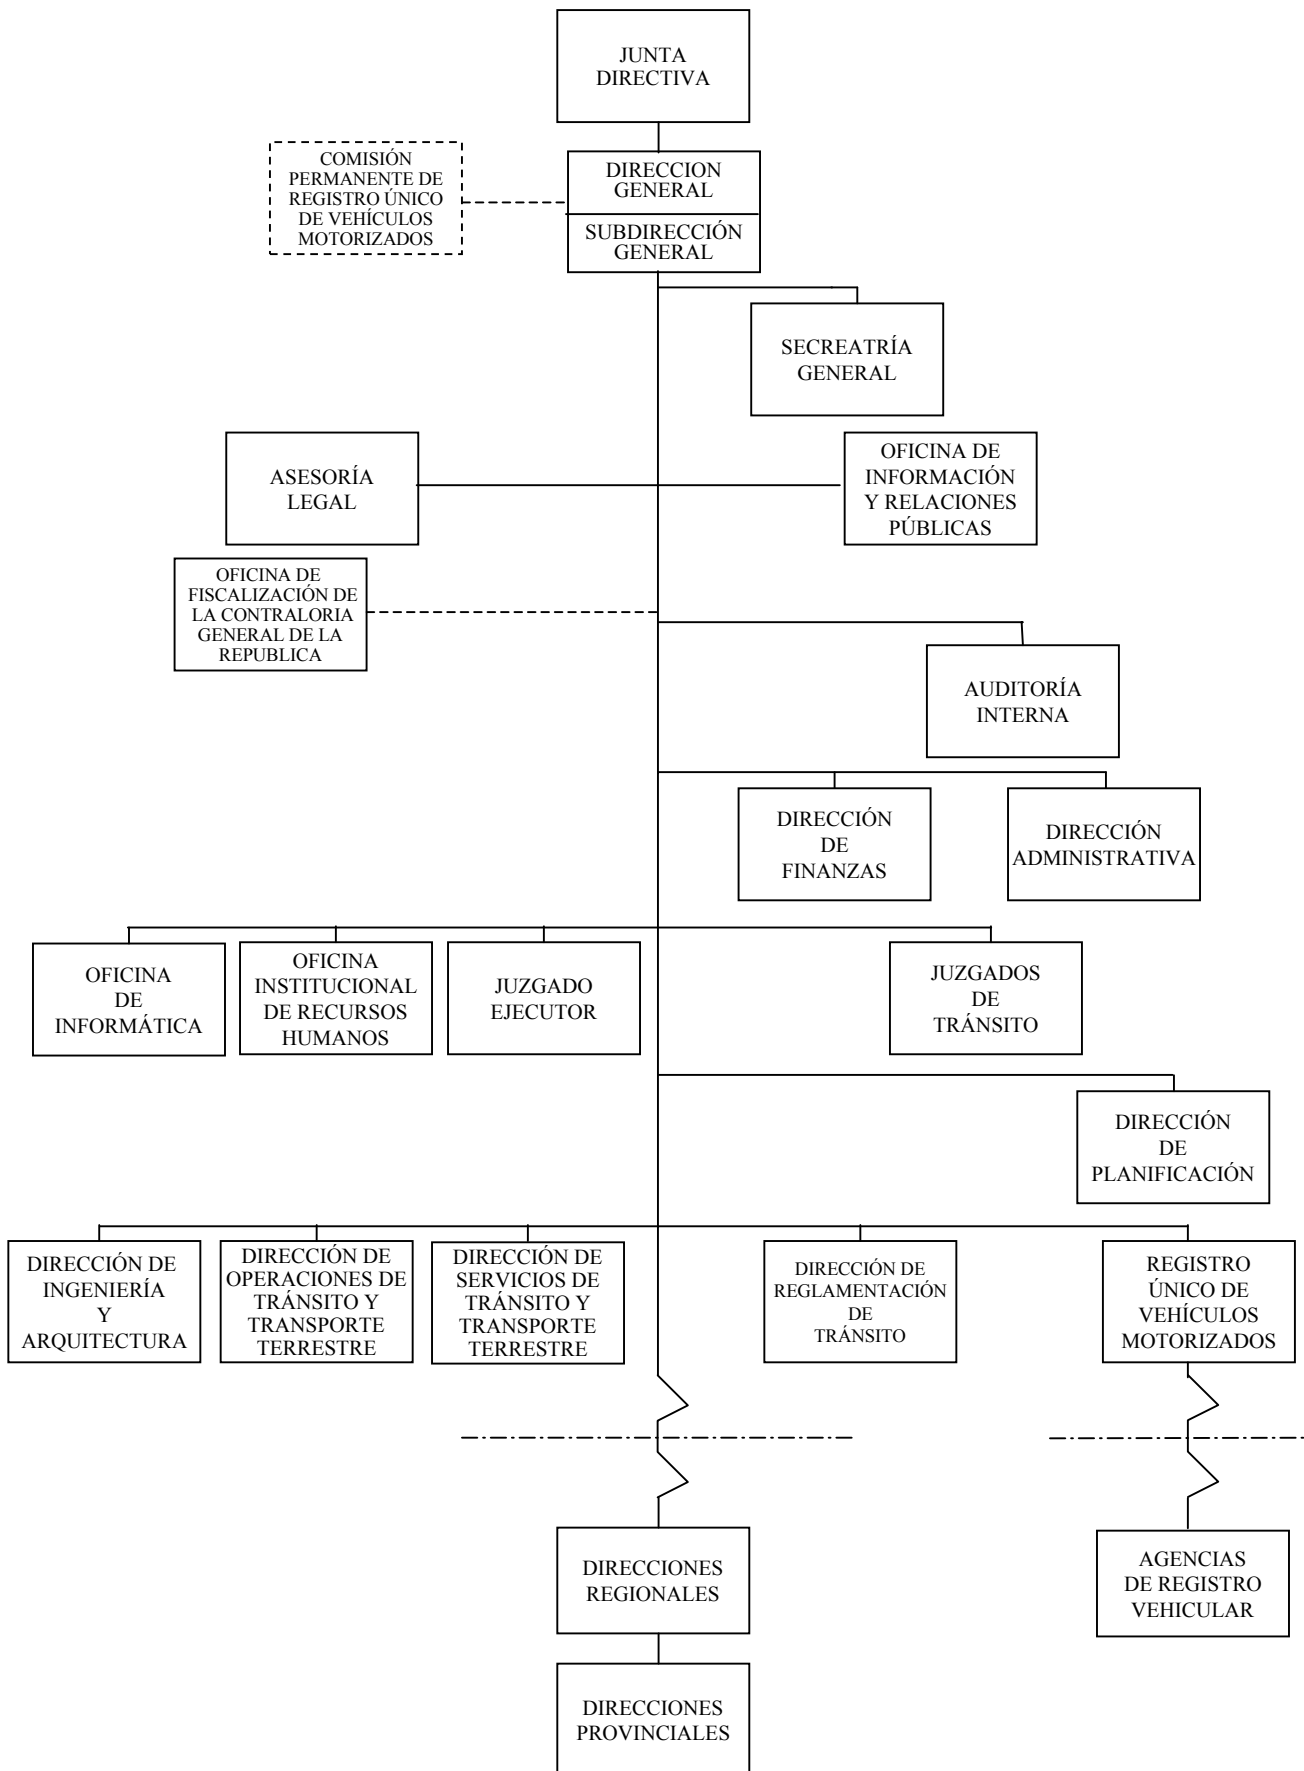 JUNTA
DIRECTIVA
COMISIÓN
PERMANENTE DE
REGISTRO ÚNICO
DE VEHÍCULOS
MOTORIZADOS
DIRECCION
GENERAL
SUBDIRECCIÓN
GENERAL
SECREATRÍA
GENERAL
ASESORÍA
LEGAL
OFICINA DE
INFORMACIÓN
Y RELACIONES
PÚBLICAS
OFICINA DE
FISCALIZACIÓN DE
LA CONTRALORIA
GENERAL DE LA
REPUBLICA
AUDITORÍA
INTERNA
DIRECCIÓN
DE
FINANZAS
DIRECCIÓN
ADMINISTRATIVA
OFICINA
DE
INFORMÁTICA
OFICINA
INSTITUCIONAL
DE RECURSOS
HUMANOS
JUZGADO
EJECUTOR
JUZGADOS
DE
TRÁNSITO
DIRECCIÓN
DE
PLANIFICACIÓN
DIRECCIÓN DE
INGENIERÍA
Y
ARQUITECTURA
DIRECCIÓN DE
OPERACIONES DE
TRÁNSITO Y
TRANSPORTE
TERRESTRE
DIRECCIÓN DE
SERVICIOS DE
TRÁNSITO Y
TRANSPORTE
TERRESTRE
DIRECCIÓN DE
REGLAMENTACIÓN
DE
TRÁNSITO
REGISTRO
ÚNICO DE
VEHÍCULOS
MOTORIZADOS
DIRECCIONES
REGIONALES
AGENCIAS
DE REGISTRO
VEHICULAR
DIRECCIONES
PROVINCIALES